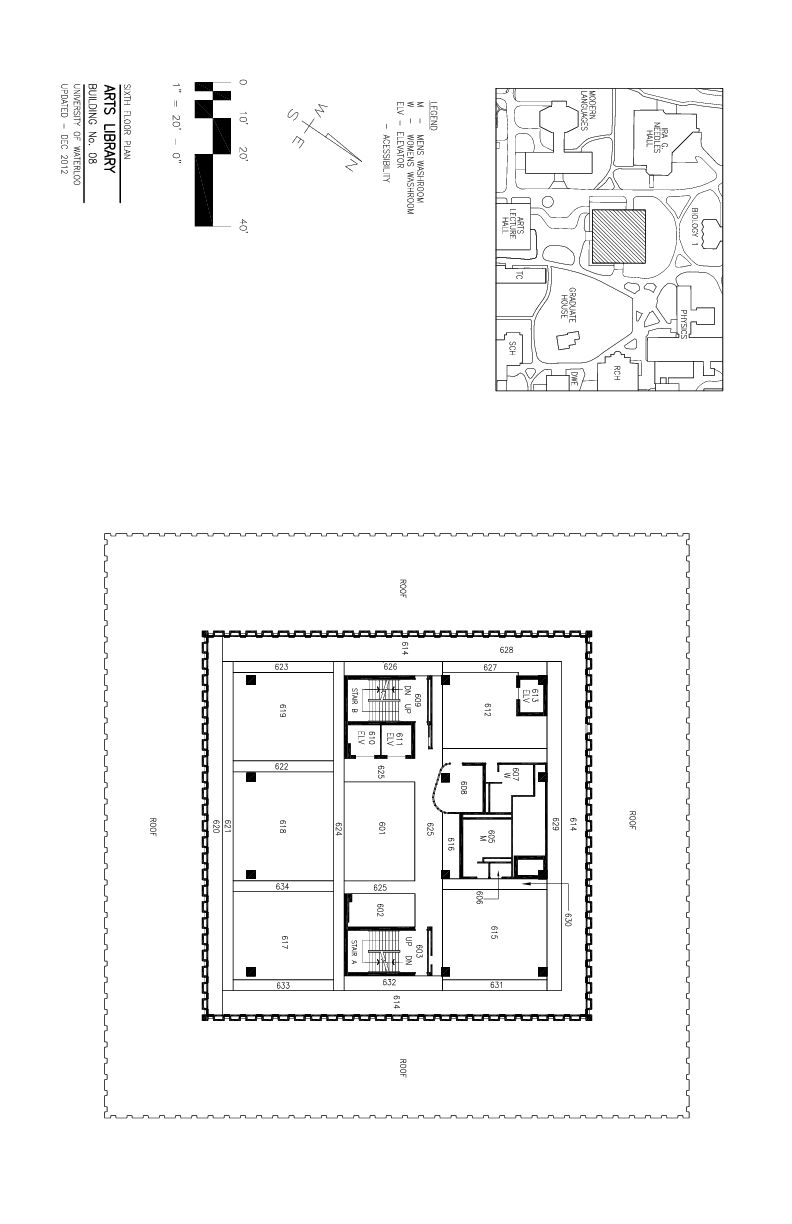 SIXTH FLOOR PLAN
ARTS LIBRARY
BUILDING No. 08
UNIVERSITY OF WATERLOO
UPDATED - DEC 2012
0 10' 20' 40'
1" = 20' - 0"
N
W
E
S
LEGEND
M - MENS WASHROOM
W - WOMENS WASHROOM
ELV - ELEVATOR
- ACESSIBILITY
MODERN
LANGUAGES
IRA G.
NEEDLES
HALL
ARTS
LECTURE
HALL
BIOLOGY 1
TC
GRADUATE
HOUSE
PHYSICS
SCH
DWE
RCH
ROOF
614
628
623
626
627
619
STAIR B
DN
UP
609
612
613
ELV
610
ELV
611
ELV
622
625
608
607
W
620
621
618
624
601
625
616
605
M
629
614
ROOF
ROOF
634
625
602
606
630
617
STAIR A
UP
DN
603
615
633
632
631
614
ROOF